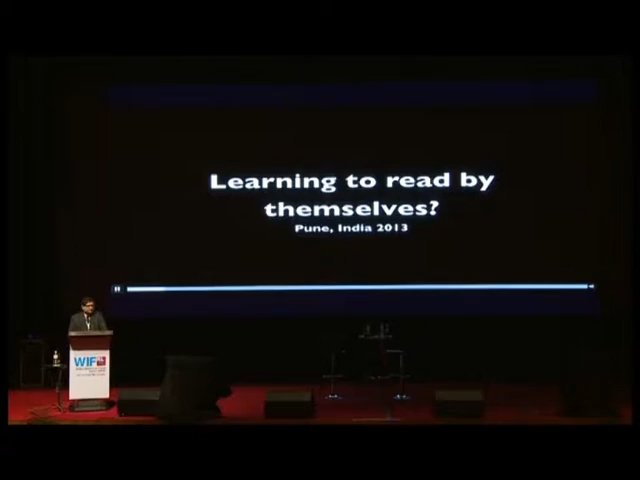 Learning to read by
themselves?
Pune, India 2013
WIF